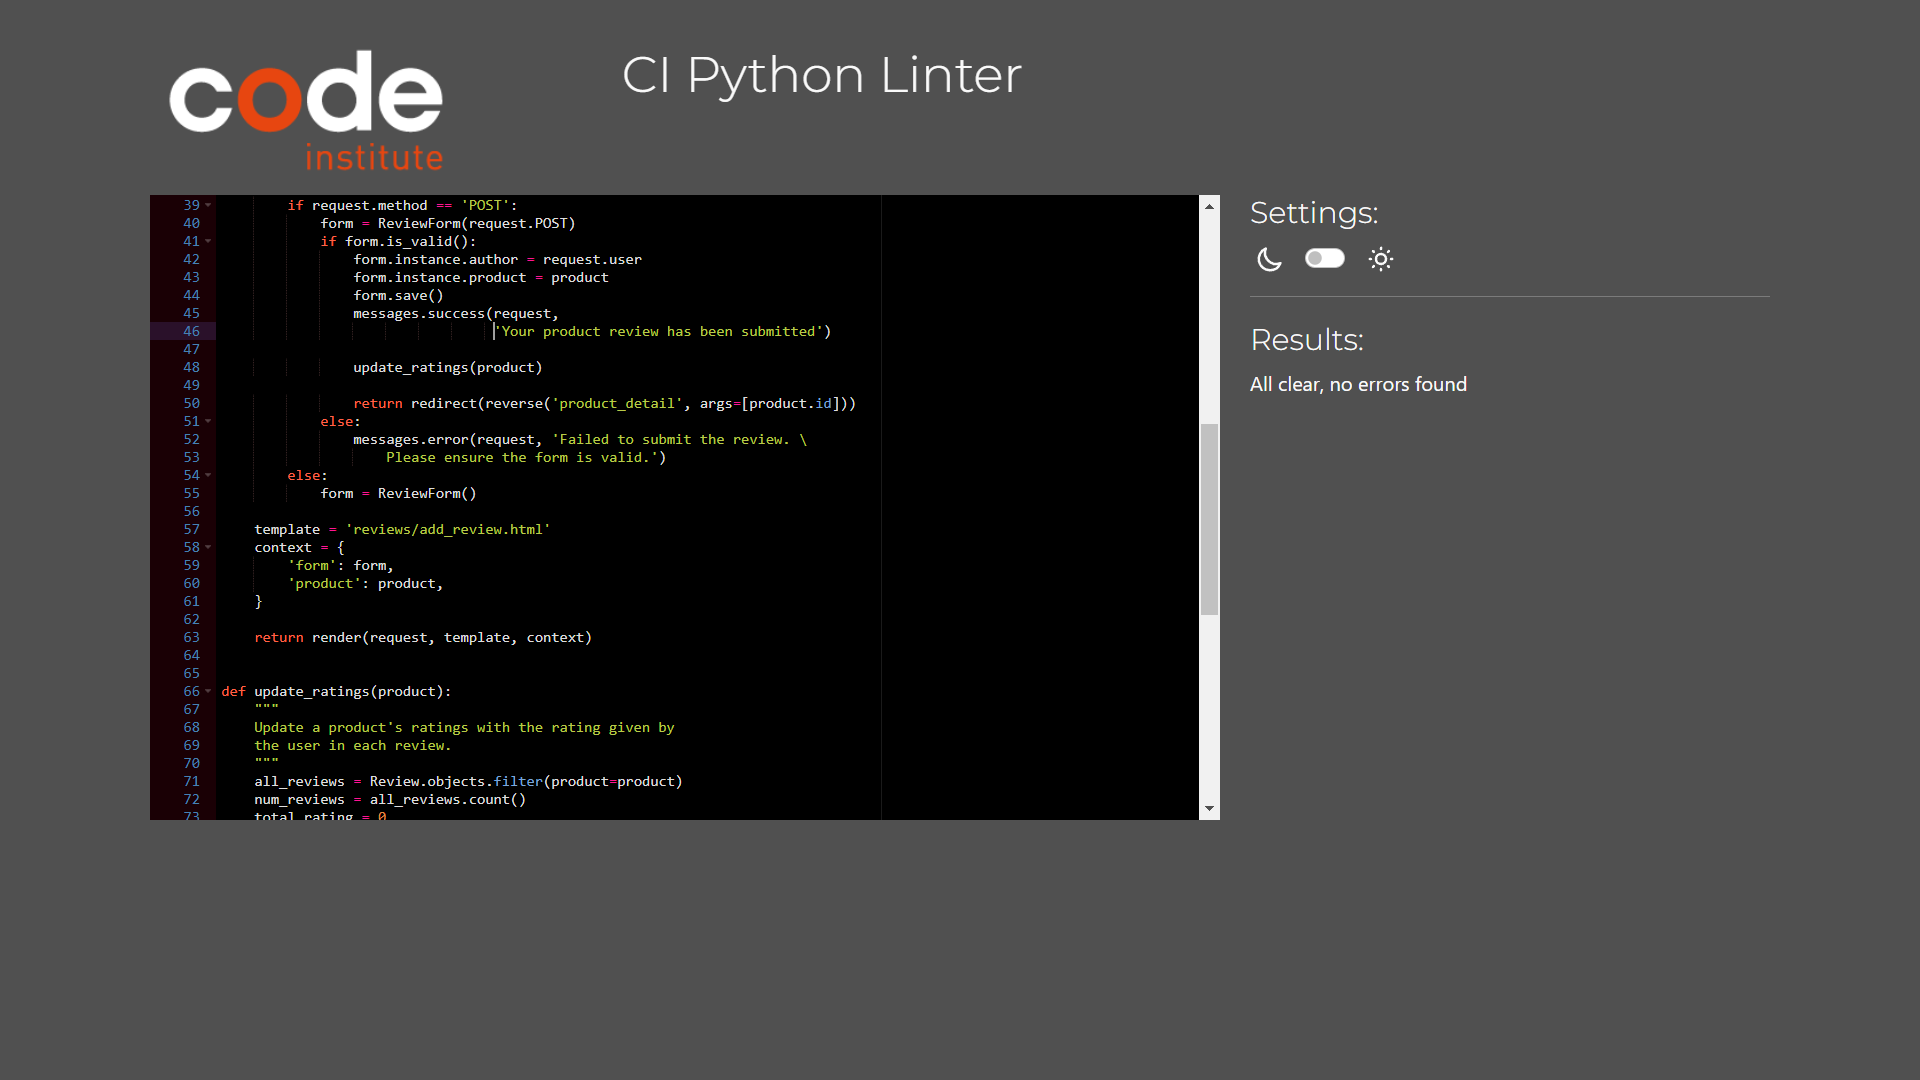 code
institute
CI Python Linter
39 if request.method == 'POST':
40 form = ReviewForm(request.POST)
41 if form.is_valid():
42 form.instance.author = request.user
43 form.instance.product = product
44 form.save()
45 messages.success(request,
46 'Your product review has been submitted')
47
48 update_ratings(product)
49
50 return redirect(reverse('product_detail', args=[product.id]))
51 else:
52 messages.error(request, 'Failed to submit the review. \
53 Please ensure the form is valid.')
54 else:
55 form = ReviewForm()
56
57 template = 'reviews/add_review.html'
58 context = {
59 'form': form,
60 'product': product,
61 }
62
63 return render(request, template, context)
64
65
66 def update_ratings(product):
67 """
68 Update a product's ratings with the rating given by
69 the user in each review.
70 """
71 all_reviews = Review.objects.filter(product=product)
72 num_reviews = all_reviews.count()
73 total_rating = 0
Settings:
Results:
All clear, no errors found